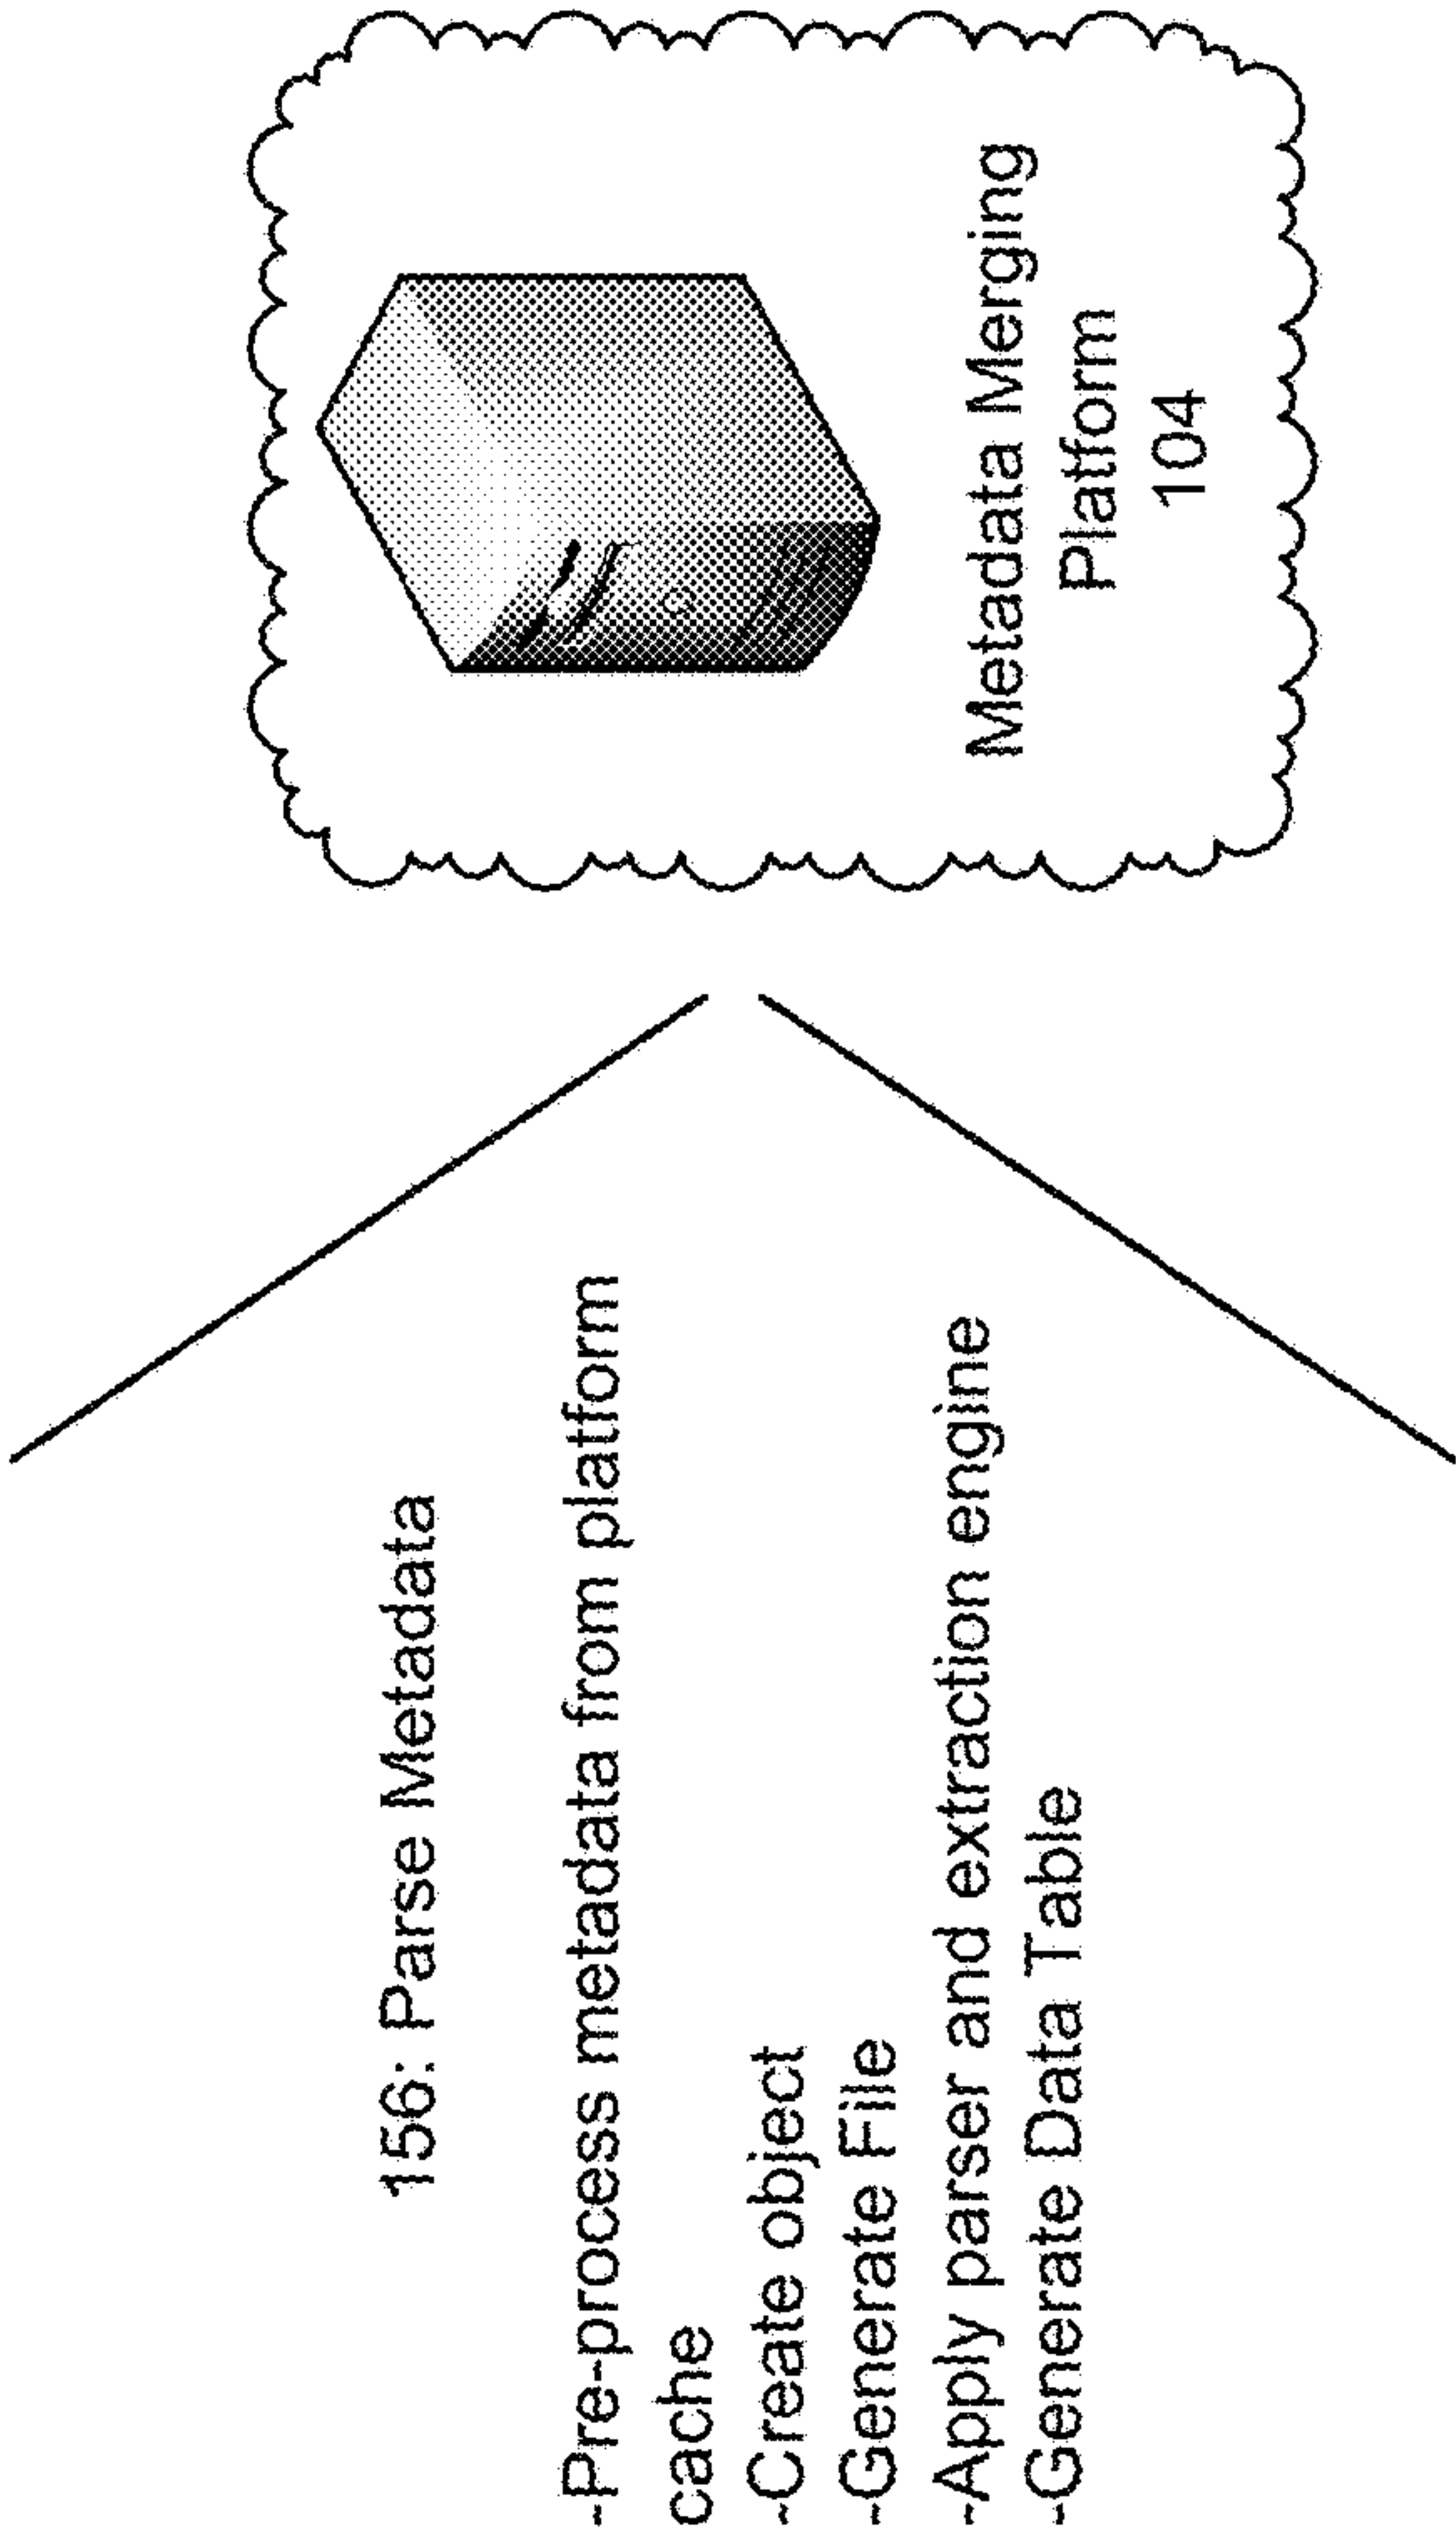 156: Parse Metadata
-Pre-process metadata from platform
cache
-Create object
-Generate File
-Apply parser and extraction engine
-Generate Data Table
Metadata Merging
Platform
104